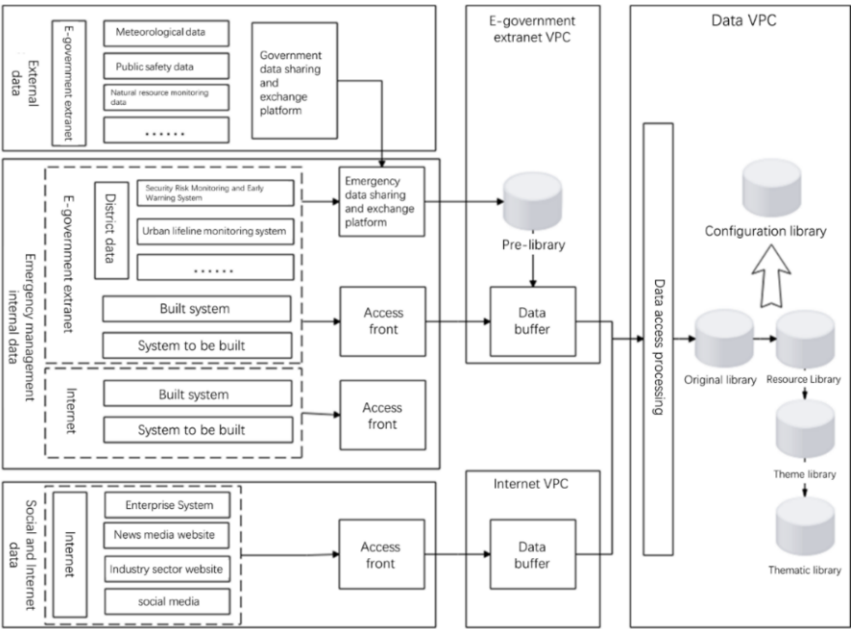 External
data
E-government extranet
Meteorological data
Public safety data
Natural resource monitoring
data
......
Government
data sharing
and
exchange
platform
Emergency management
internal data
E-government extranet
District data
Security Risk Monitoring and Early
Warning System
Urban lifeline monitoring system
......
Built system
System to be built
Emergency
data sharing
and exchange
platform
Access
front
Internet
Built system
System to be built
Access
front
Social and Internet
data
Internet
Enterprise System
News media website
Industry sector website
social media
Access
front
E-government
extranet VPC
Pre-library
Data
buffer
Internet VPC
Data
buffer
Data VPC
Data access processing
Configuration library
Original library
Resource Library
Theme library
Thematic library